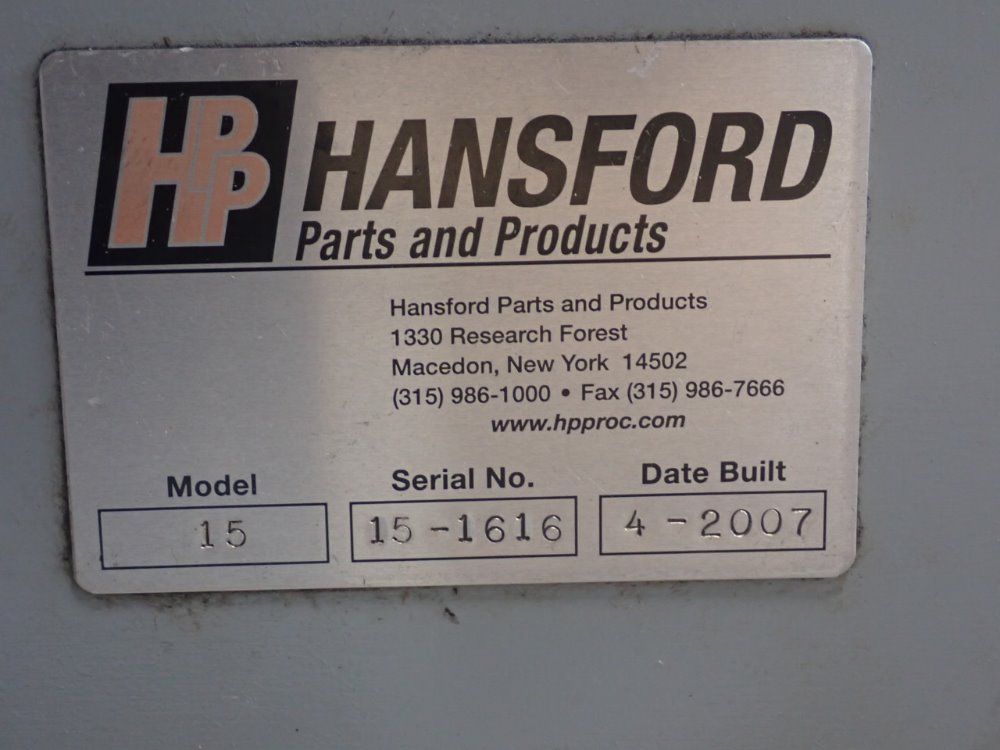 HPP HANSFORD
Parts and Products
Hansford Parts and Products
1330 Research Forest
Macedon, New York 14502
(315) 986-1000 • Fax (315) 986-7666
www.hpproc.com
Model Serial No. Date Built
15 15-1616 4-2007